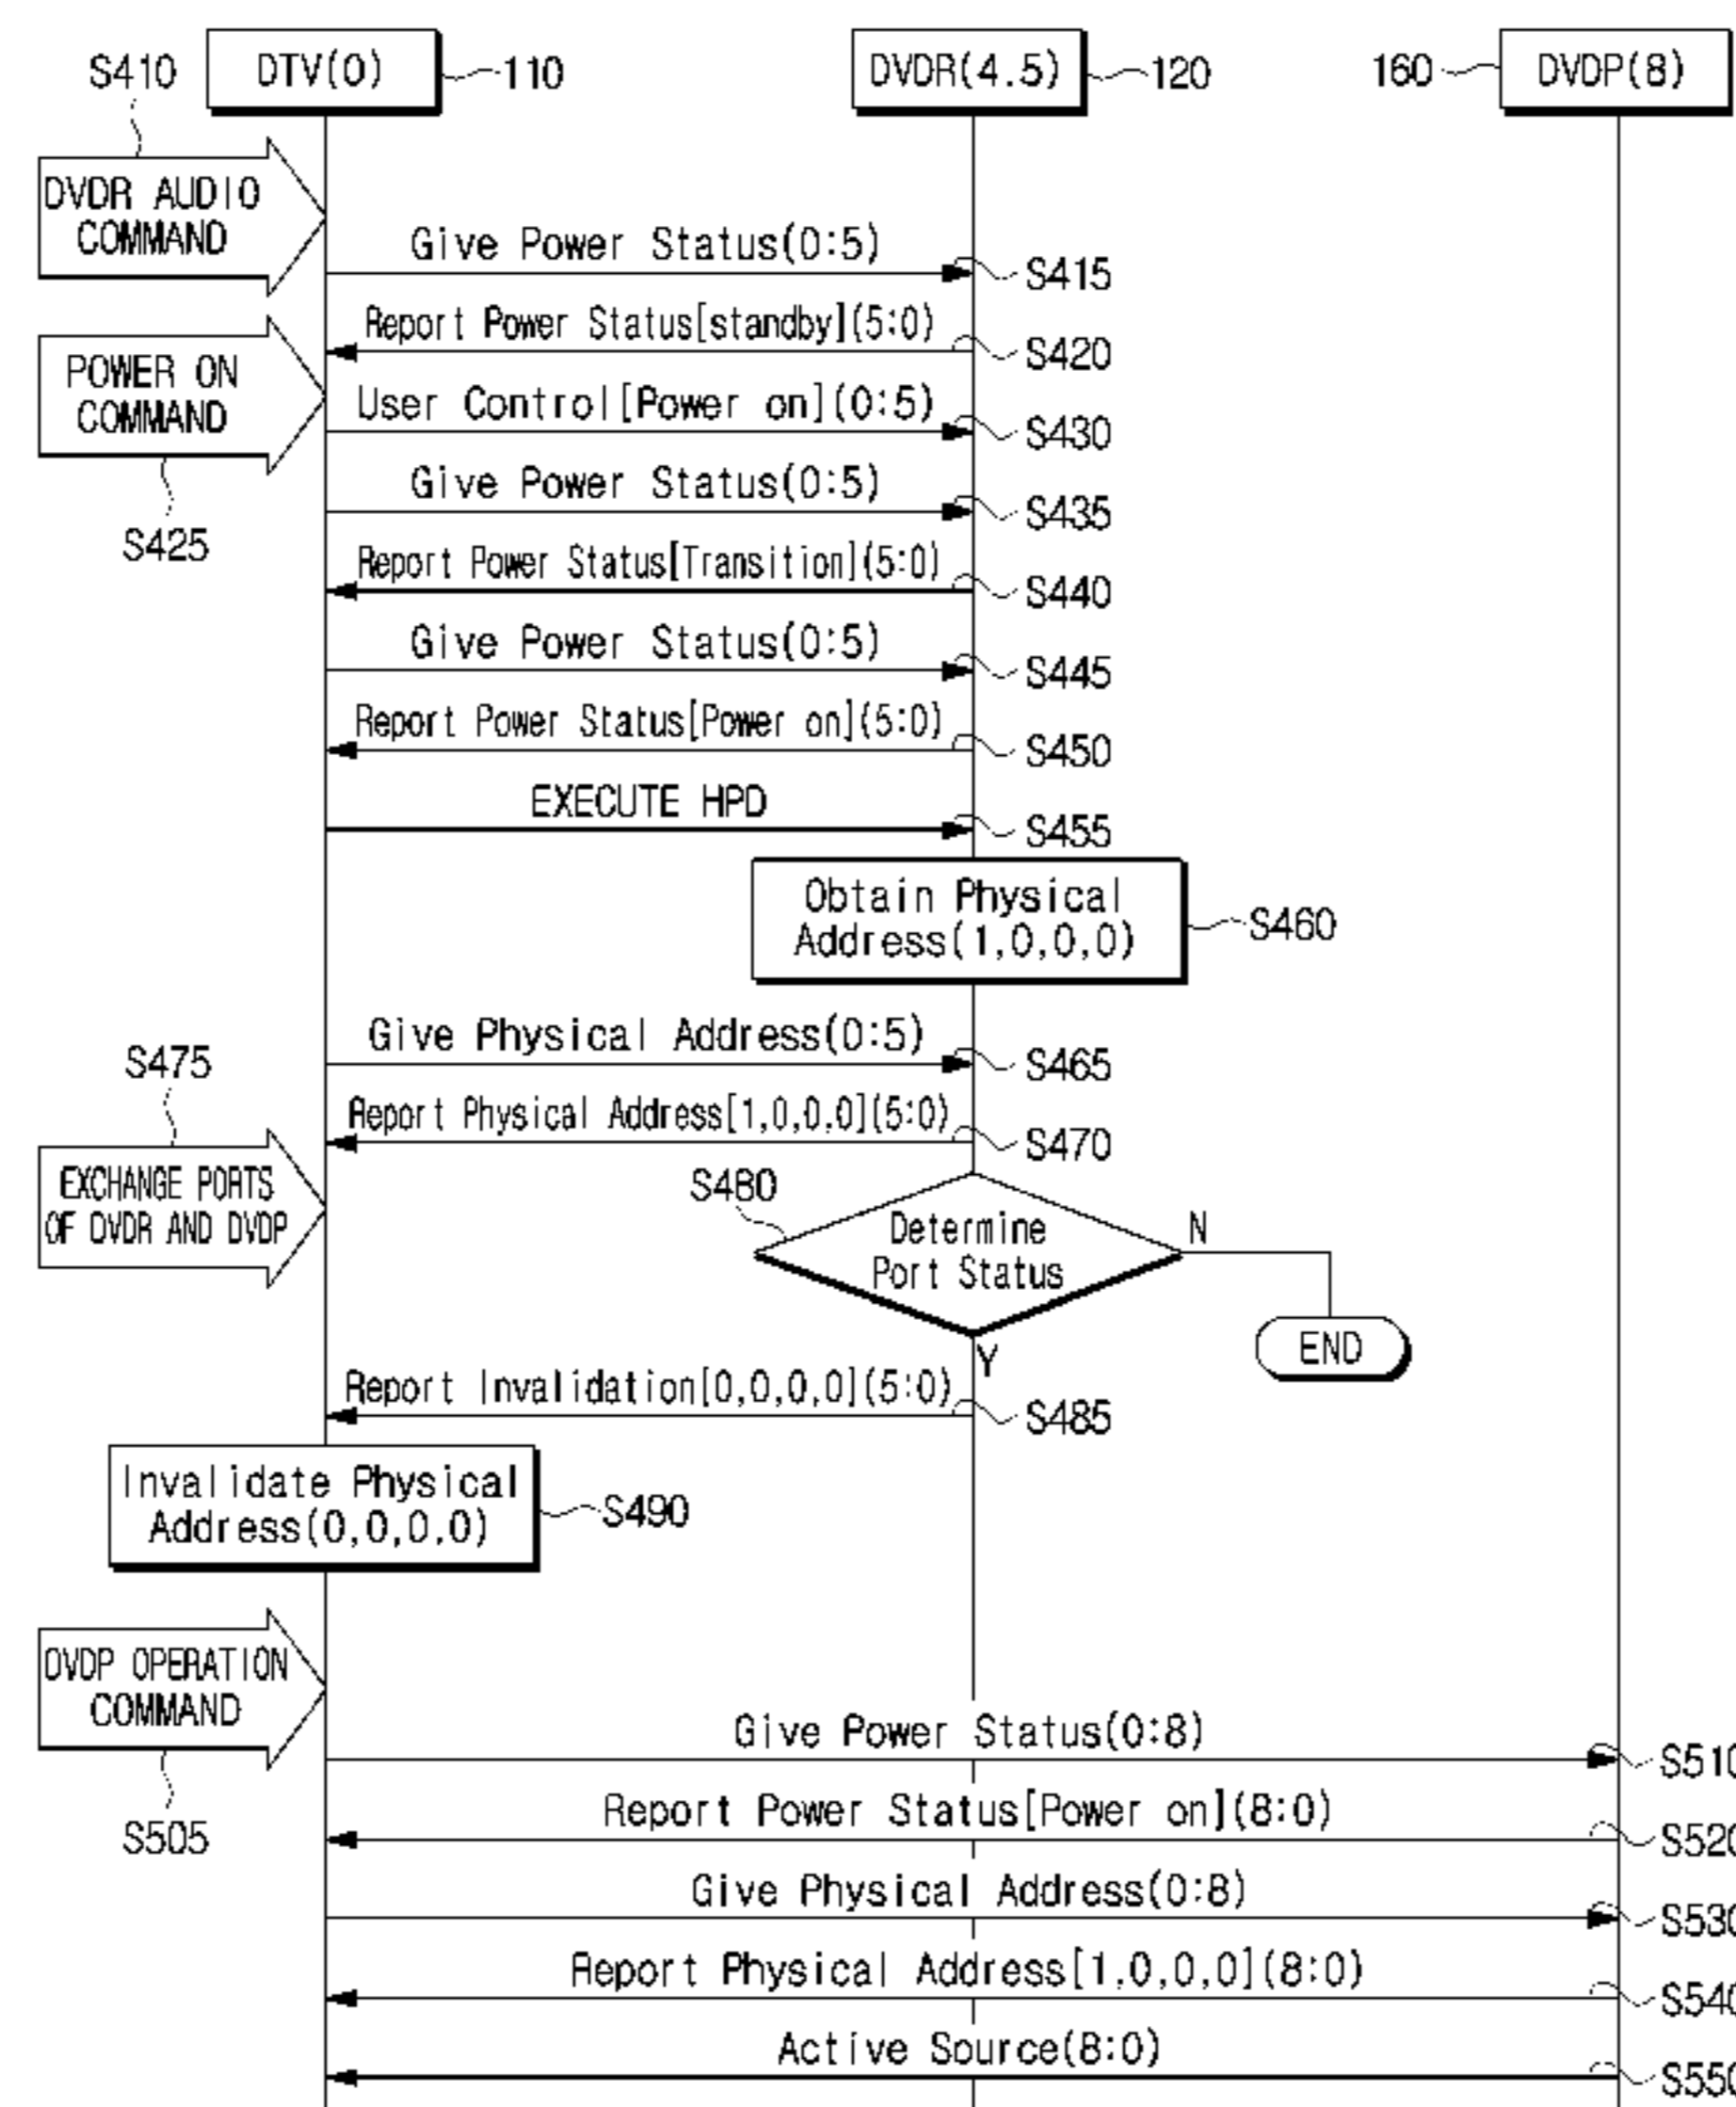 S410
DTV(0)
110
DVDR(4.5)
120
160
DVDP(8)
DVDR AUDIO
COMMAND
Give Power Status(0:5)
S415
Report Power Status[standby](5:0)
S420
POWER ON
COMMAND
User Control[Power on](0:5)
S430
S425
Give Power Status(0:5)
S435
Report Power Status[Transition](5:0)
S440
Give Power Status(0:5)
S445
Report Power Status[Power on](5:0)
S450
EXECUTE HPD
S455
Obtain Physical
Address(1,0,0,0)
S460
Give Physical Address(0:5)
S465
S475
Report Physical Address[1,0,0,0](5:0)
S470
EXCHANGE PORTS
OF DVDR AND DVDP
S480
Determine
Port Status
N
END
Y
Report Invalidation[0,0,0,0](5:0)
S485
Invalidate Physical
Address(0,0,0,0)
S490
DVDP OPERATION
COMMAND
S505
Give Power Status(0:8)
S510
Report Power Status[Power on](8:0)
S520
Give Physical Address(0:8)
S530
Report Physical Address[1,0,0,0](8:0)
S540
Active Source(8:0)
S550